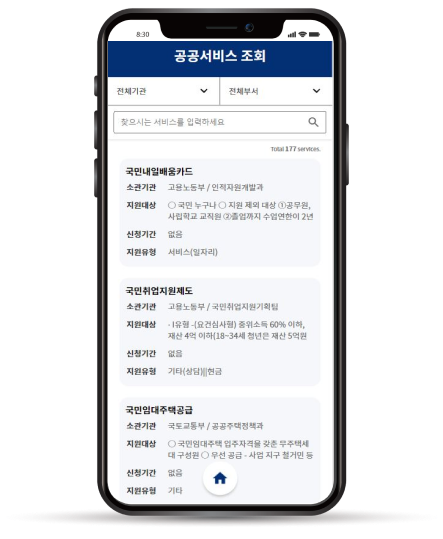 8:30
공공서비스 조회
전체기관
전체부서
찾으시는 서비스를 입력하세요
Total 177 services.
국민내일배움카드
소관기관 고용노동부 / 인적자원개발과
지원대상 ○ 국민 누구나 ○ 지원 제외 대상 ①공무원,
사립학교 교직원 ②졸업까지 수업연한이 2년
신청기간 없음
지원유형 서비스(일자리)
국민취업지원제도
소관기관 고용노동부 / 국민취업지원기획팀
지원대상 - I유형 -(요건심사형) 중위소득 60% 이하,
재산 4억 이하(18~34세 청년은 재산 5억원
신청기간 없음
지원유형 기타(상담)||현금
국민임대주택공급
소관기관 국토교통부 / 공공주택정책과
지원대상 ○ 국민임대주택 입주자격을 갖춘 무주택세
대 구성원 ○ 우선 공급 - 사업 지구 철거민 등
신청기간 없음
지원유형 기타